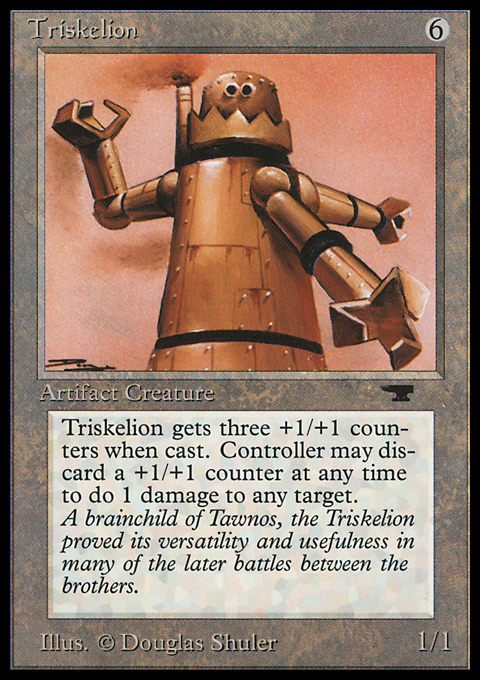 Triskelion 6
Artifact Creature
Triskelion gets three +1/+1 coun-
ters when cast. Controller may dis-
card a +1/+1 counter at any time
to do 1 damage to any target.
A brainchild of Tawnos, the Triskelion
proved its versatility and usefulness in
many of the later battles between the
brothers.
Illus. © Douglas Shuler 1/1